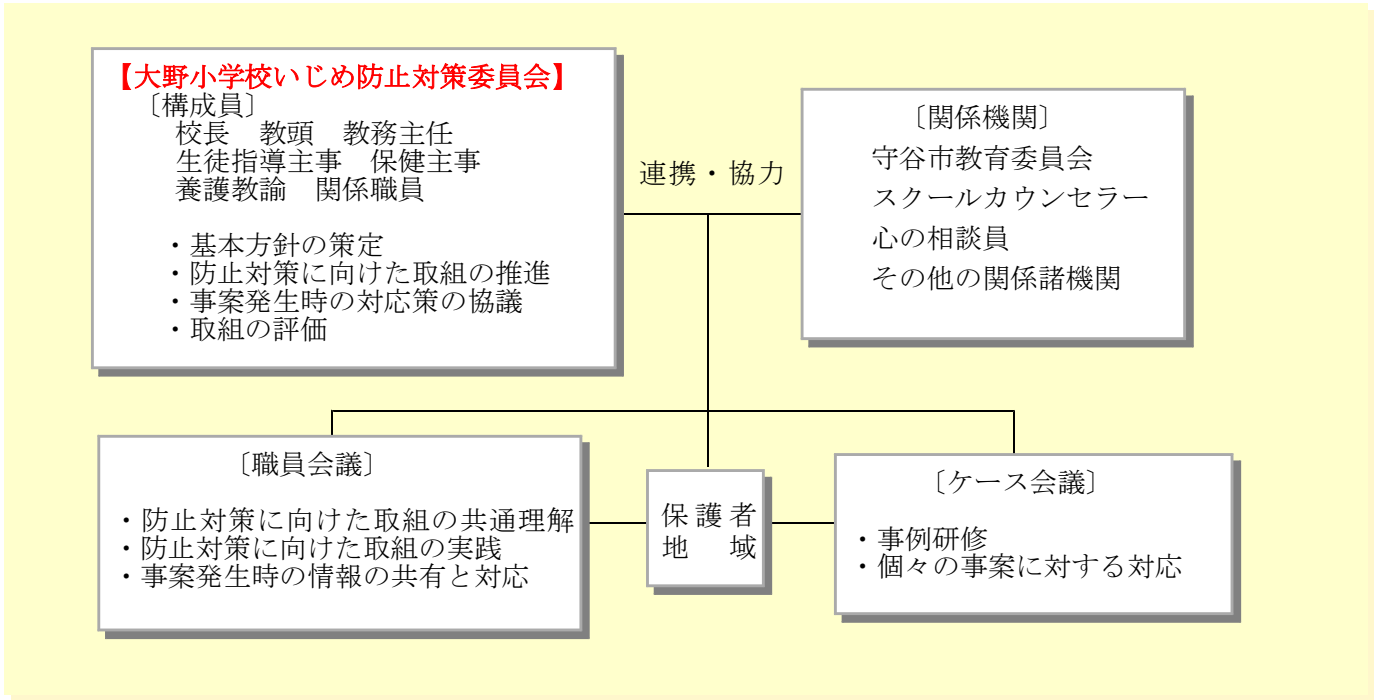 【大野小学校いじめ防止対策委員会】
〔構成員〕
校長　教頭　教務主任
生徒指導主事　保健主事
養護教諭　関係職員
・基本方針の策定
・防止対策に向けた取組の推進
・事案発生時の対応策の協議
・取組の評価
連携・協力
〔関係機関〕
守谷市教育委員会
スクールカウンセラー
心の相談員
その他の関係諸機関
〔職員会議〕
・防止対策に向けた取組の共通理解
・防止対策に向けた取組の実践
・事案発生時の情報の共有と対応
保護者
地　域
〔ケース会議〕
・事例研修
・個々の事案に対する対応